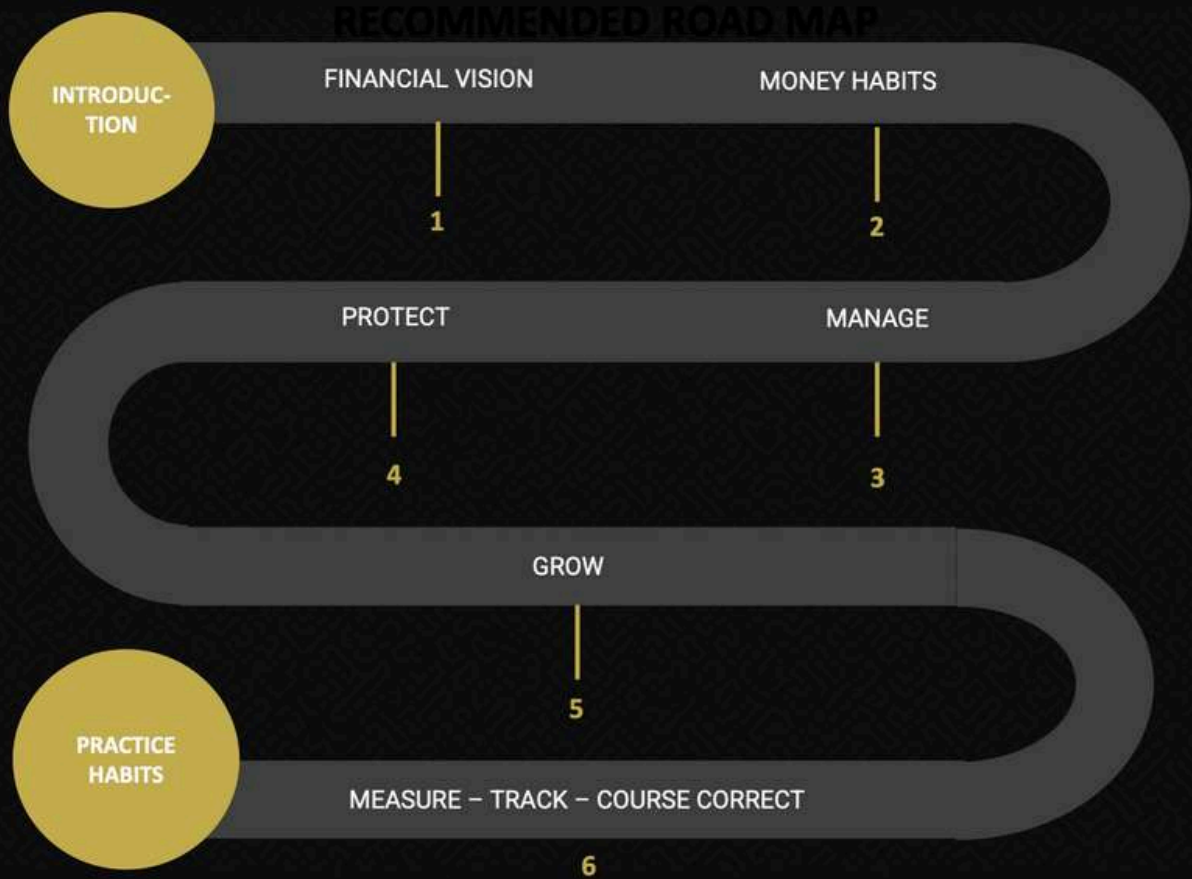 RECOMMENDED ROAD MAP
INTRODUC-
TION
FINANCIAL VISION
MONEY HABITS
1
2
PROTECT
MANAGE
4
3
GROW
5
PRACTICE
HABITS
MEASURE – TRACK – COURSE CORRECT
6